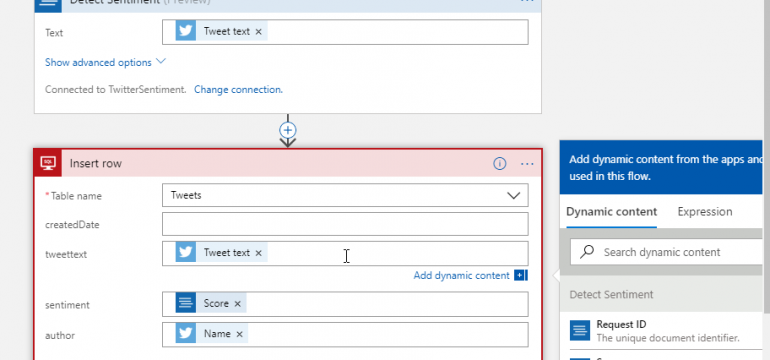 Detect Sentiment (Preview)
Text
Tweet text ×
Show advanced options
Connected to TwitterSentiment. Change connection.
SQL
Insert row
* Table name
Tweets
createdDate
tweettext
Tweet text ×
Add dynamic content
sentiment
Score ×
author
Name ×
Add dynamic content from the apps and
used in this flow.
Dynamic content
Expression
Search dynamic content
Detect Sentiment
Request ID
The unique document identifier.